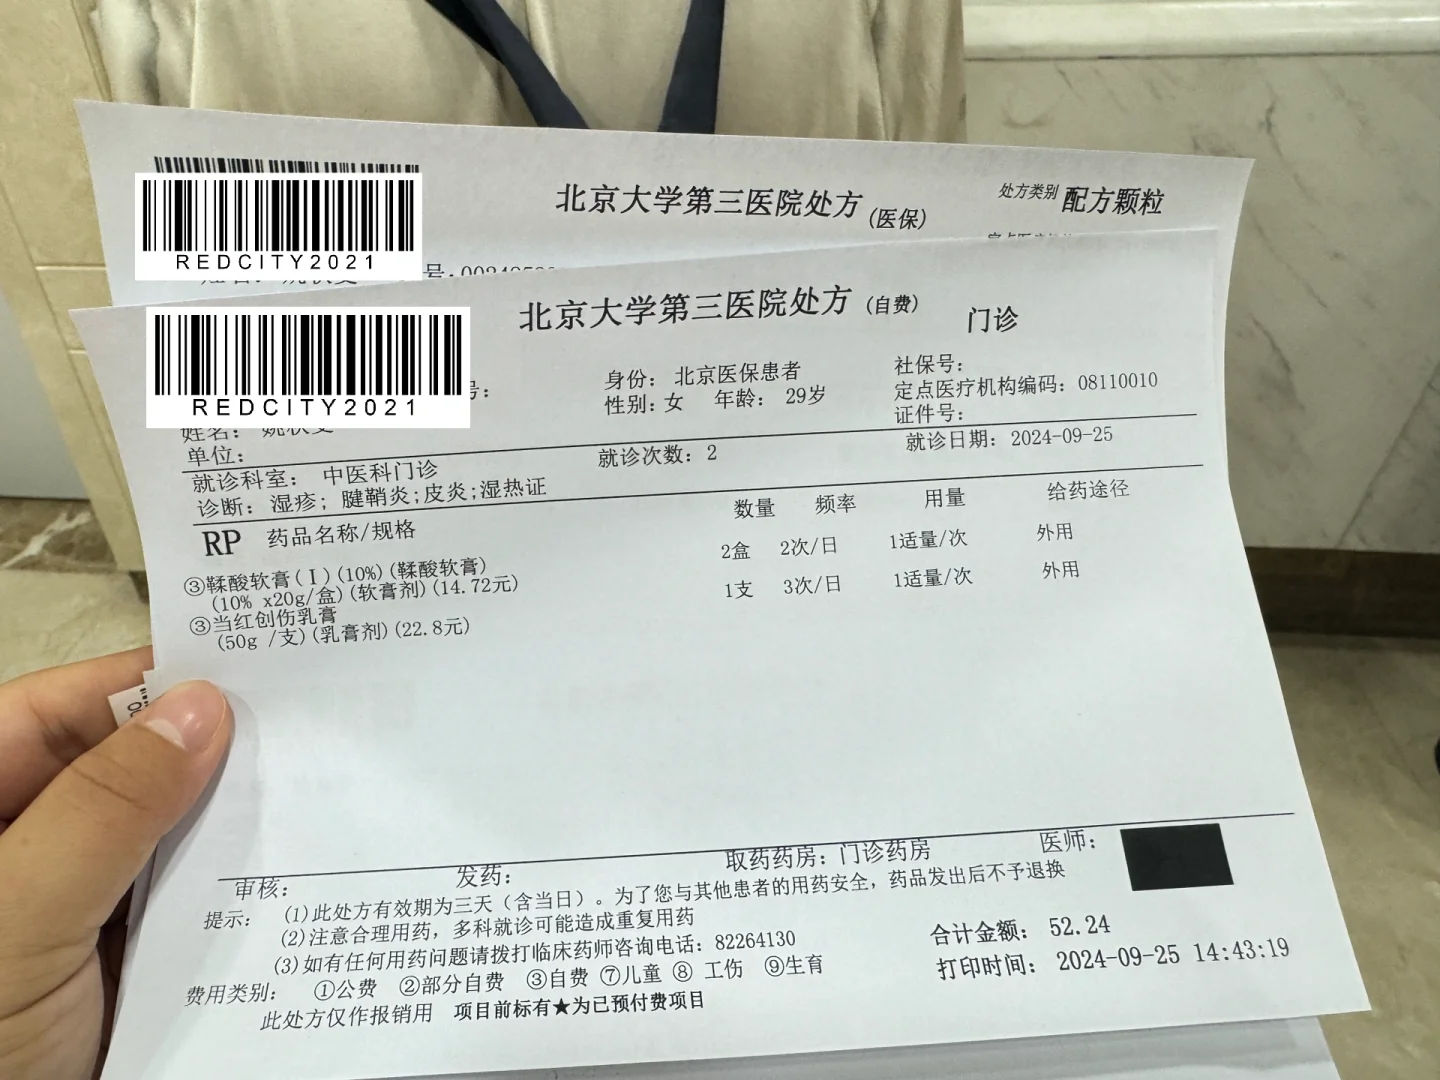 REDCITY2021
北京大学第三医院处方 (医保)
处方类别 配方颗粒
REDCITY2021
北京大学第三医院处方 (自费) 门诊
号:
身份: 北京医保患者
社保号:
性别:女 年龄: 29岁
定点医疗机构编码: 08110010
证件号:
姓名:
单位:
就诊科室: 中医科门诊 就诊次数: 2 就诊日期: 2024-09-25
诊断: 湿疹; 腱鞘炎;皮炎;湿热证
RP 药品名称/规格 数量 频率 用量 给药途径
③鞣酸软膏(Ⅰ)(10%)(鞣酸软膏) 2盒 2次/日 1适量/次 外用
(10% x20g/盒)(软膏剂)(14.72元)
③当红创伤乳膏 1支 3次/日 1适量/次 外用
(50g /支)(乳膏剂)(22.8元)
审核: 发药: 取药药房: 门诊药房 医师:
提示: (1)此处方有效期为三天（含当日）。为了您与其他患者的用药安全，药品发出后不予退换
(2)注意合理用药，多科就诊可能造成重复用药
(3)如有任何用药问题请拨打临床药师咨询电话: 82264130
合计金额: 52.24
费用类别: ①公费 ②部分自费 ③自费 ⑦儿童 ⑧ 工伤 ⑨生育
打印时间: 2024-09-25 14:43:19
此处方仅作报销用 项目前标有★为已预付费项目